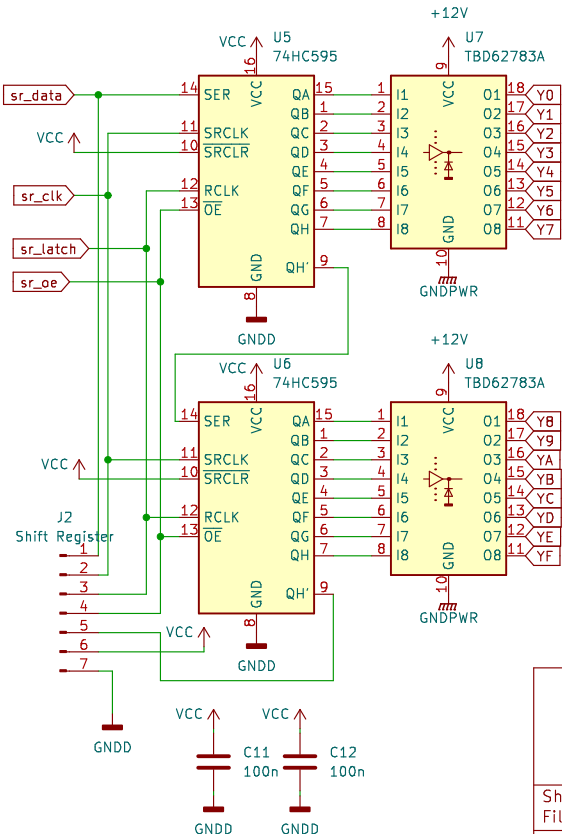 +12V
VCC
U5
74HC595
U7
TBD62783A
16
9
sr_data
14 SER
VCC
QA 15
1 I1
VCC
O1 18 Y0
QB 1
2 I2
O2 17 Y1
VCC
11 SRCLK
QC 2
3 I3
O3 16 Y2
10 SRCLR
QD 3
4 I4
O4 15 Y3
QE 4
5 I5
O5 14 Y4
sr_clk
12 RCLK
QF 5
6 I6
O6 13 Y5
13 OE
QG 6
7 I7
O7 12 Y6
QH 7
8 I8
O8 11 Y7
sr_latch
GND
GND
sr_oe
QH' 9
10
8
GNDPWR
GNDD
+12V
VCC
U6
74HC595
U8
TBD62783A
16
9
14 SER
VCC
QA 15
1 I1
VCC
O1 18 Y8
QB 1
2 I2
O2 17 Y9
VCC
11 SRCLK
QC 2
3 I3
O3 16 YA
10 SRCLR
QD 3
4 I4
O4 15 YB
QE 4
5 I5
O5 14 YC
J2
12 RCLK
QF 5
6 I6
O6 13 YD
Shift Register
13 OE
QG 6
7 I7
O7 12 YE
1
QH 7
8 I8
O8 11 YF
2
GND
GND
3
QH' 9
10
4
8
GNDPWR
5
VCC
6
GNDD
7
VCC
VCC
GNDD
C11
100n
C12
100n
Sh
Fil
GNDD
GNDD